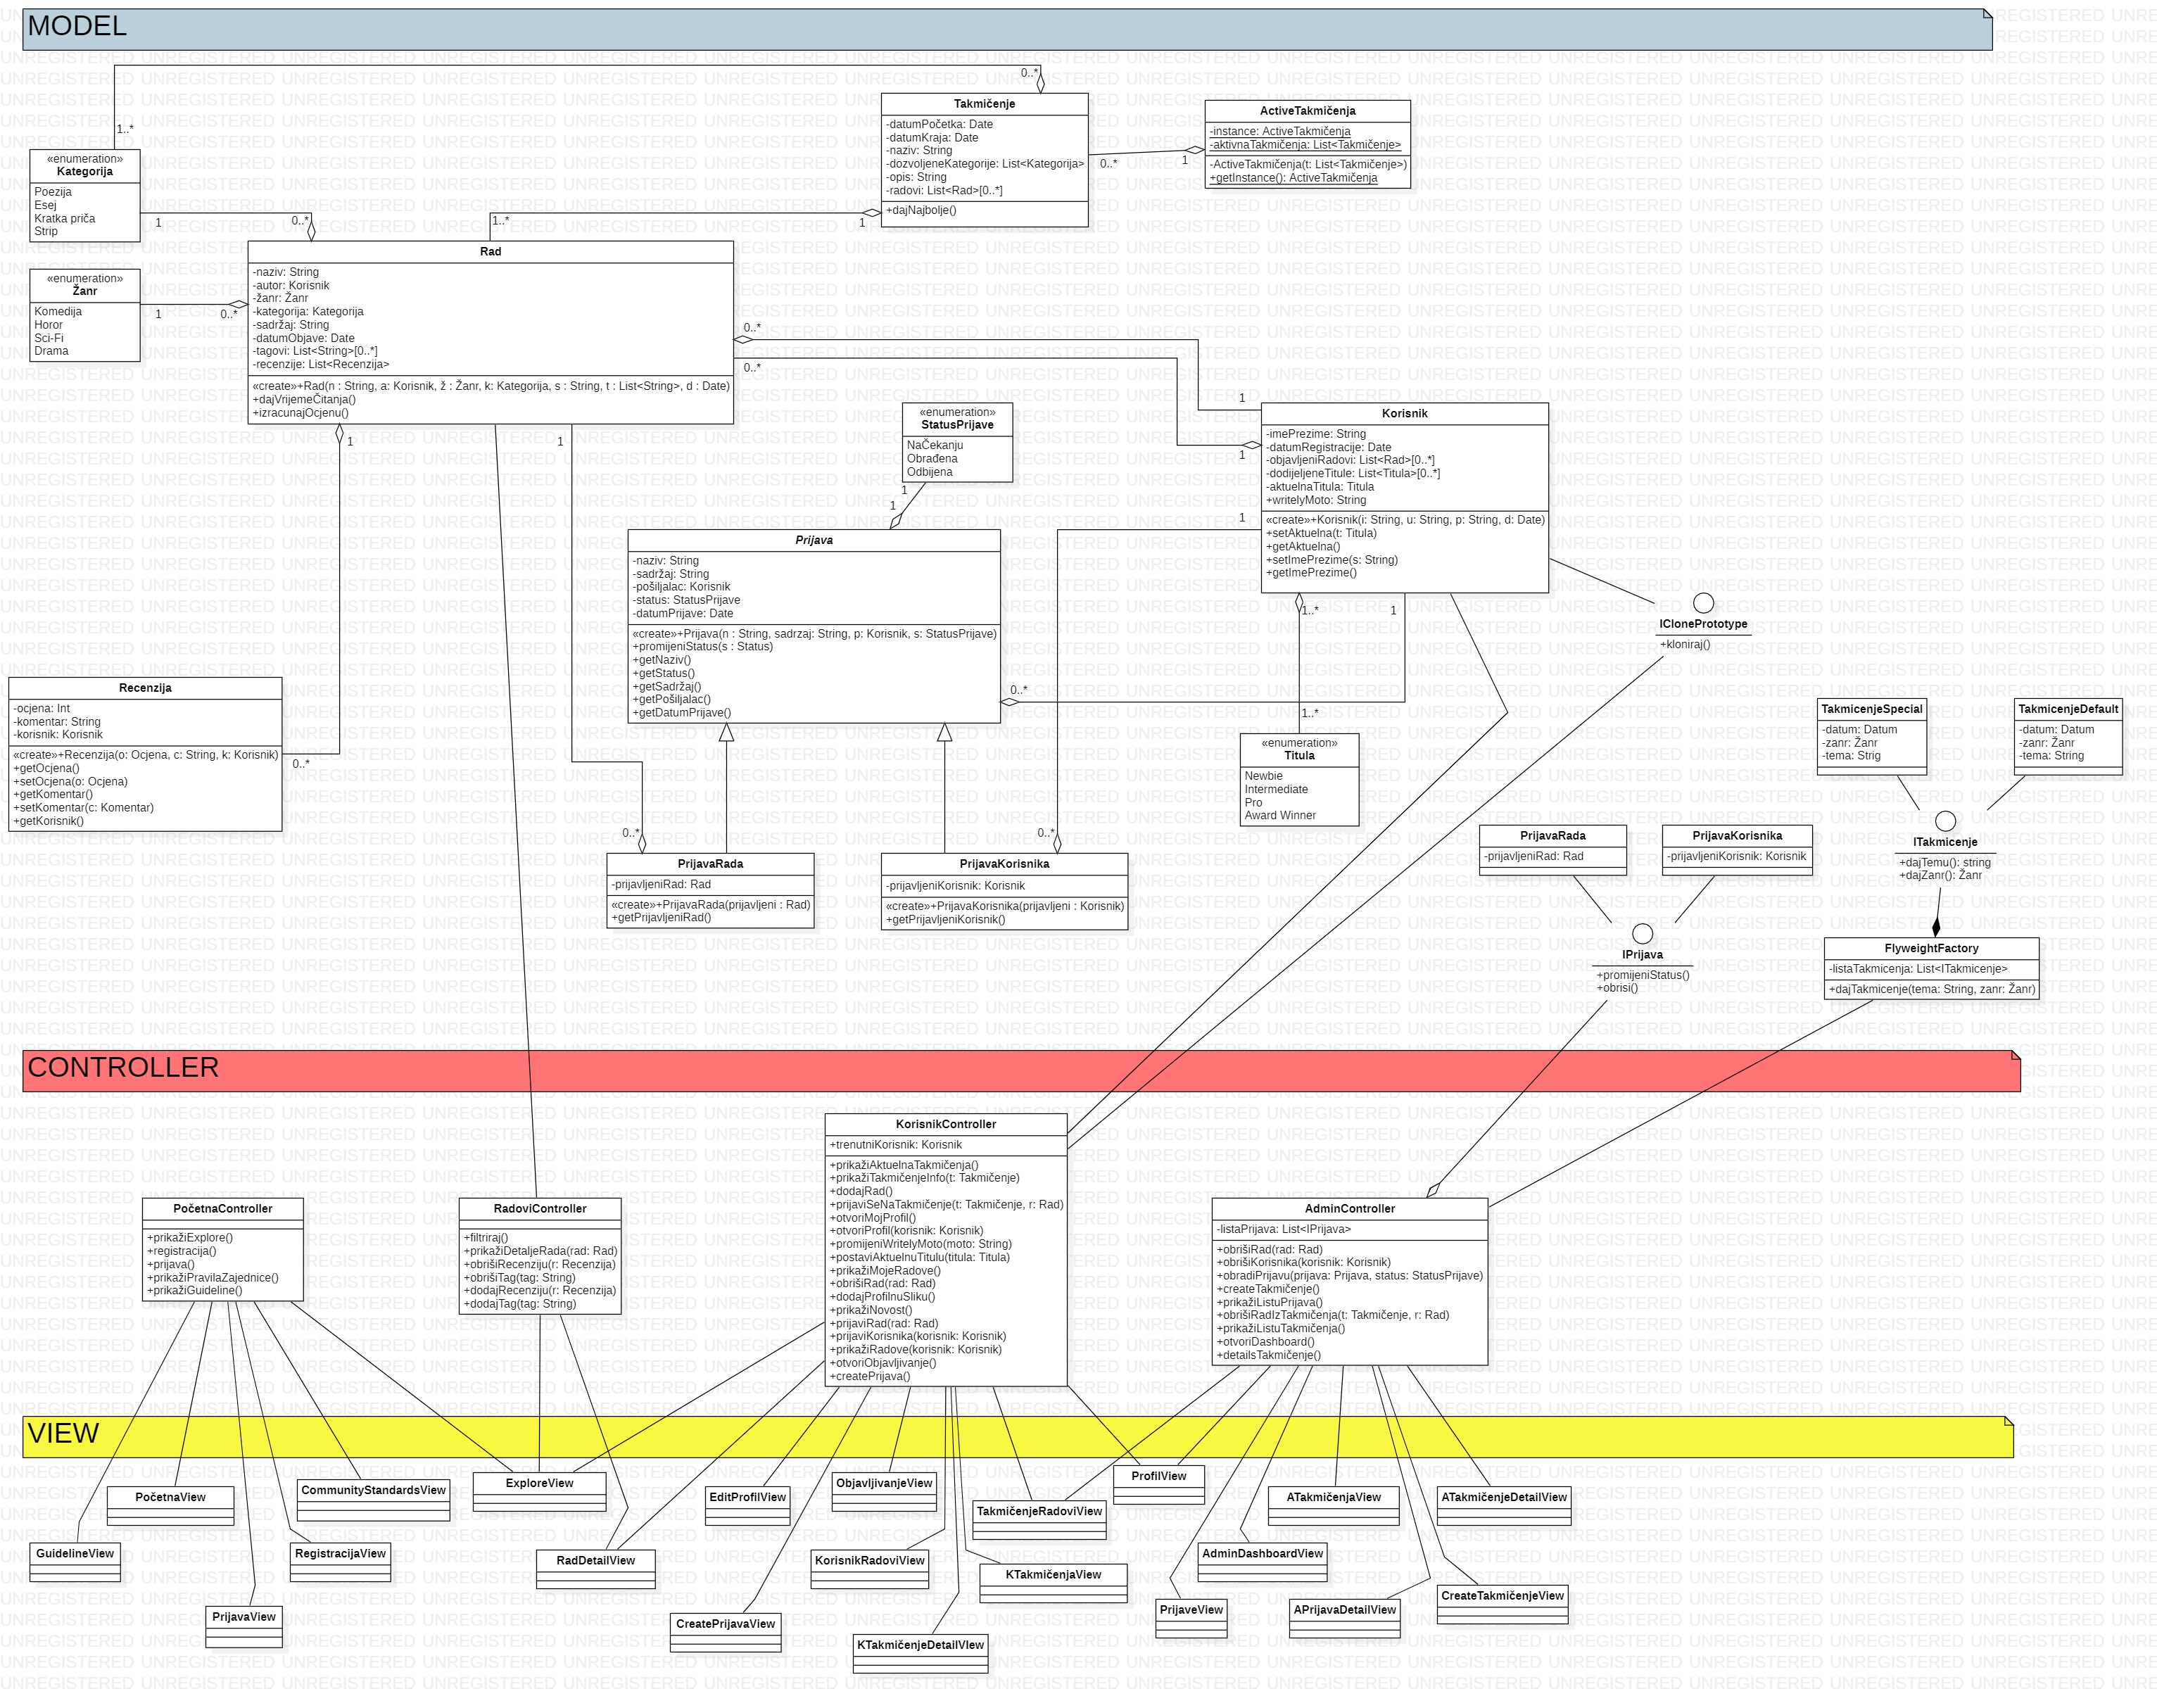 MODEL
0..*
1..*
Takmičenje
-datumPočetka: Date
-datumKraja: Date
-naziv: String
-dozvoljeneKategorije: List<Kategorija>
-opis: String
-radovi: List<Rad>[0..*]
+dajNajbolje()
ActiveTakmičenja
-instance: ActiveTakmičenja
-aktivnaTakmičenja: List<Takmičenje>
-ActiveTakmičenja(t: List<Takmičenje>)
+getInstance(): ActiveTakmičenja
0..*
1
«enumeration»
Kategorija
Poezija
Esej
Kratka priča
Strip
1
0..*
1..*
1
«enumeration»
Žanr
Komedija
Horor
Sci-Fi
Drama
1
0..*
Rad
-naziv: String
-autor: Korisnik
-žanr: Žanr
-kategorija: Kategorija
-sadržaj: String
-datumObjave: Date
-tagovi: List<String>[0..*]
-recenzije: List<Recenzija>
«create»+Rad(n : String, a: Korisnik, ž : Žanr, k: Kategorija, s : String, t : List<String>, d : Date)
+dajVrijemeČitanja()
+izracunajOcjenu()
0..*
0..*
1
1
1
1
«enumeration»
StatusPrijave
NaČekanju
Obrađena
Odbijena
1
1
Korisnik
-imePrezime: String
-datumRegistracije: Date
-objavljeniRadovi: List<Rad>[0..*]
-dodijeljeneTitule: List<Titula>[0..*]
-aktuelnaTitula: Titula
+writelyMoto: String
«create»+Korisnik(i: String, u: String, p: String, d: Date)
+setAktuelna(t: Titula)
+getAktuelna()
+setImePrezime(s: String)
+getImePrezime()
1
1..*
1
Prijava
-naziv: String
-sadržaj: String
-pošiljalac: Korisnik
-status: StatusPrijave
-datumPrijave: Date
«create»+Prijava(n : String, sadrzaj: String, p: Korisnik, s: StatusPrijave)
+promijeniStatus(s : Status)
+getNaziv()
+getStatus()
+getSadržaj()
+getPošiljalac()
+getDatumPrijave()
0..*
IClonePrototype
+kloniraj()
Recenzija
-ocjena: Int
-komentar: String
-korisnik: Korisnik
«create»+Recenzija(o: Ocjena, c: String, k: Korisnik)
+getOcjena()
+setOcjena(o: Ocjena)
+getKomentar()
+setKomentar(c: Komentar)
+getKorisnik()
0..*
1..*
«enumeration»
Titula
Newbie
Intermediate
Pro
Award Winner
TakmicenjeSpecial
-datum: Datum
-zanr: Žanr
-tema: Strig
TakmicenjeDefault
-datum: Datum
-zanr: Žanr
-tema: String
0..*
PrijavaRada
-prijavljeniRad: Rad
«create»+PrijavaRada(prijavljeni : Rad)
+getPrijavljeniRad()
0..*
PrijavaKorisnika
-prijavljeniKorisnik: Korisnik
«create»+PrijavaKorisnika(prijavljeni : Korisnik)
+getPrijavljeniKorisnik()
PrijavaRada
-prijavljeniRad: Rad
PrijavaKorisnika
-prijavljeniKorisnik: Korisnik
ITakmicenje
+dajTemu(): string
+dajZanr(): Žanr
IPrijava
+promijeniStatus()
+obrisi()
FlyweightFactory
-listaTakmicenja: List<ITakmicenje>
+dajTakmicenje(tema: String, zanr: Žanr)
CONTROLLER
KorisnikController
+trenutniKorisnik: Korisnik
+prikažiAktuelnaTakmičenja()
+prikažiTakmičenjeInfo(t: Takmičenje)
+dodajRad()
+prijaviSeNaTakmičenje(t: Takmičenje, r: Rad)
+otvoriMojProfil()
+otvoriProfil(korisnik: Korisnik)
+promijeniWritelyMoto(moto: String)
+postaviAktuelnuTitulu(titula: Titula)
+prikažiMojeRadove()
+obrišiRad(rad: Rad)
+dodajProfilnuSliku()
+prikažiNovost()
+prijaviRad(rad: Rad)
+prijaviKorisnika(korisnik: Korisnik)
+prikažiRadove(korisnik: Korisnik)
+otvoriObjavljivanje()
+createPrijava()
PočetnaController
+prikažiExplore()
+registracija()
+prijava()
+prikažiPravilaZajednice()
+prikažiGuideline()
RadoviController
+filtriraj()
+prikažiDetaljeRada(rad: Rad)
+obrišiRecenziju(r: Recenzija)
+obrišiTag(tag: String)
+dodajRecenziju(r: Recenzija)
+dodajTag(tag: String)
AdminController
-listaPrijava: List<IPrijava>
+obrišiRad(rad: Rad)
+obrišiKorisnika(korisnik: Korisnik)
+obradiPrijavu(prijava: Prijava, status: StatusPrijave)
+createTakmičenje()
+prikažiListuPrijava()
+obrišiRadIzTakmičenja(t: Takmičenje, r: Rad)
+prikažiListuTakmičenja()
+otvoriDashboard()
+detailsTakmičenje()
VIEW
PočetnaView
CommunityStandardsView
ExploreView
EditProfilView
ObjavljivanjeView
TakmičenjeRadoviView
ProfilView
ATakmičenjaView
ATakmičenjeDetailView
GuidelineView
RegistracijaView
RadDetailView
KorisnikRadoviView
KTakmičenjaView
AdminDashboardView
PrijavaView
CreatePrijavaView
KTakmičenjeDetailVIew
PrijaveView
APrijavaDetailView
CreateTakmičenjeView
UNREGISTERED